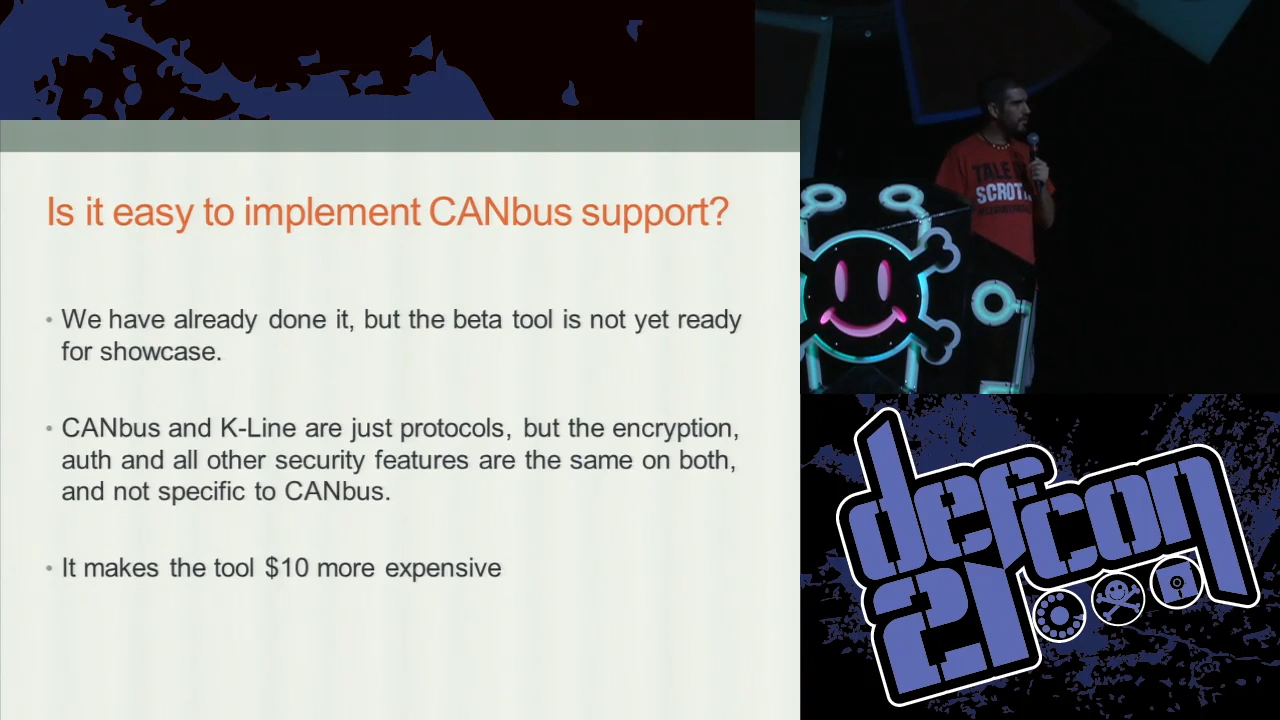 Is it easy to implement CANbus support?
• We have already done it, but the beta tool is not yet ready
for showcase.
• CANbus and K-Line are just protocols, but the encryption,
auth and all other security features are the same on both,
and not specific to CANbus.
• It makes the tool $10 more expensive
SCROT
defcon
21